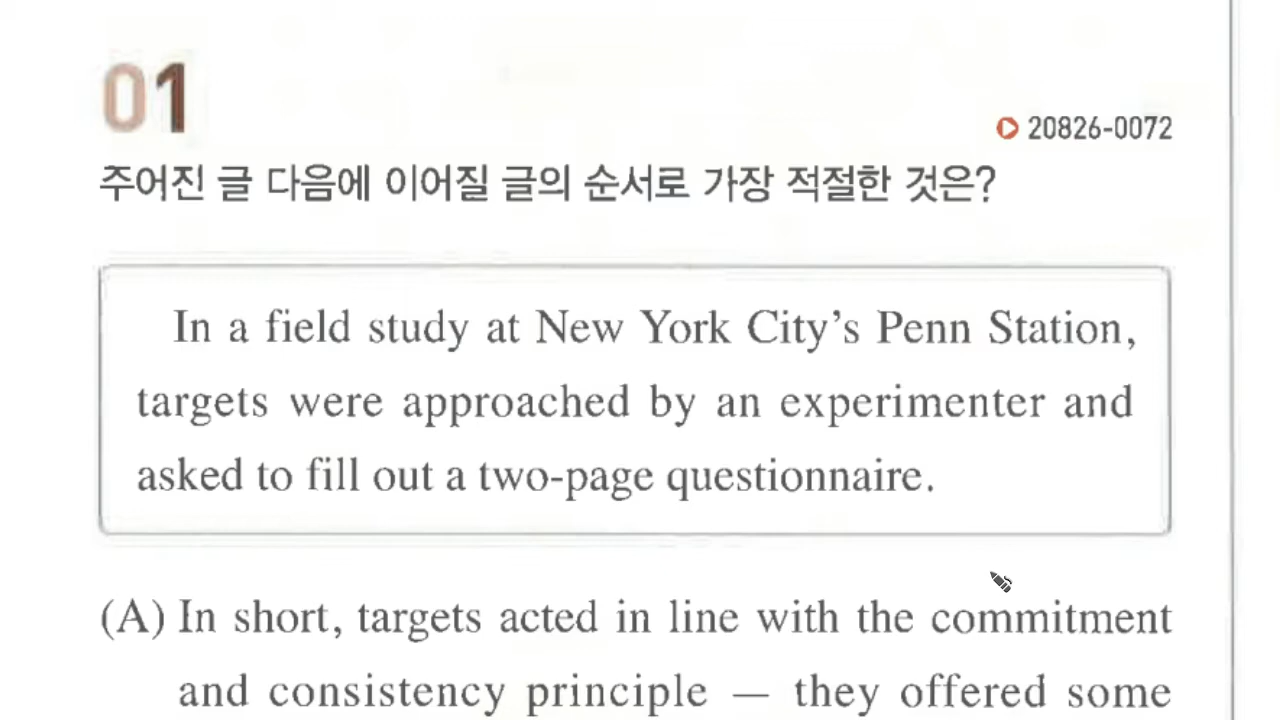 01
20826-0072
주어진 글 다음에 이어질 글의 순서로 가장 적절한 것은?
In a field study at New York City's Penn Station,
targets were approached by an experimenter and
asked to fill out a two-page questionnaire.
(A) In short, targets acted in line with the commitment
and consistency principle — they offered some